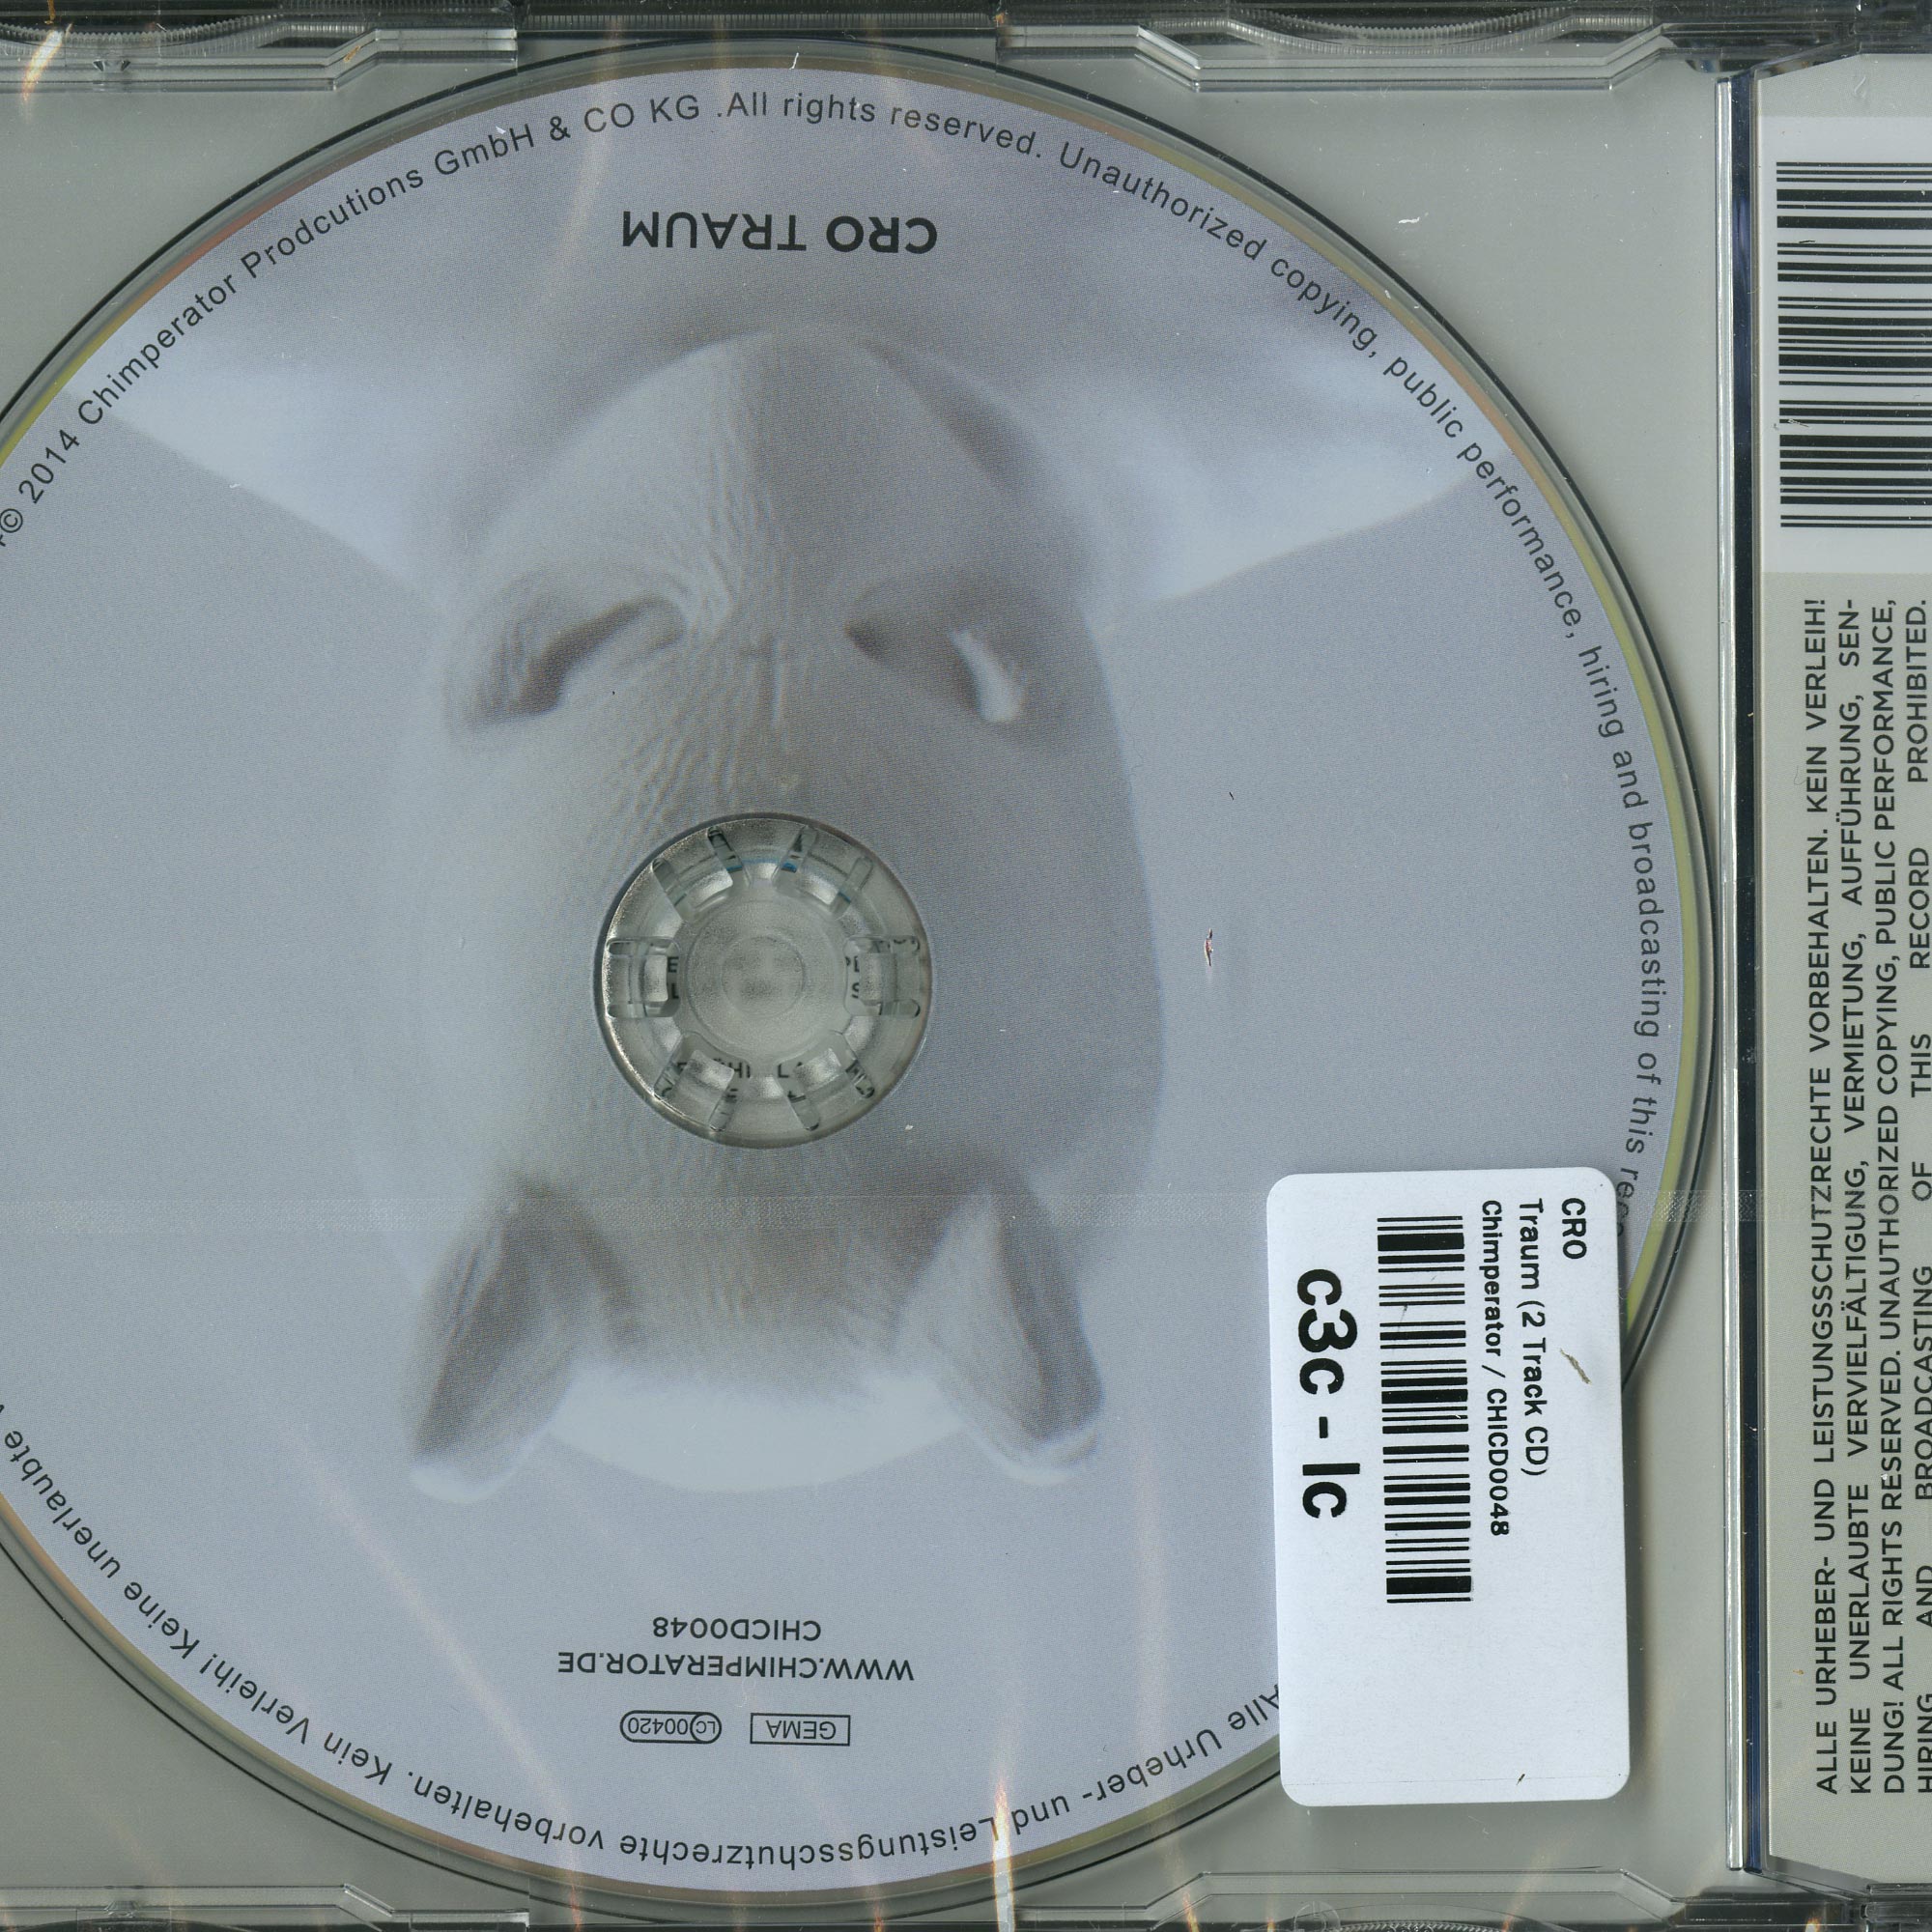 © 2014 Chimperator Prodcutions GmbH & CO KG .All rights reserved. Unauthorized copying, public performance, hiring and broadcasting of this
Alle Urheber- und Leistungsschutzrechte vorbehalten. Kein Verleih! Keine unerlaubte
CRO TRAUM
CHICD0048
WWW.CHIMPERATOR.DE
GEMA
LC 00420
CRO
Traum (2 Track CD)
Chimperator / CHICD0048
c3c - lc
ALLE URHEBER- UND LEISTUNGSSCHUTZRECHTE VORBEHALTEN. KEIN VERLEIH!
KEINE UNERLAUBTE VERVIELFÄLTIGUNG, VERMIETUNG, AUFFÜHRUNG, SEN-
DUNG! ALL RIGHTS RESERVED. UNAUTHORIZED COPYING, PUBLIC PERFORMANCE,
HIRING AND BROADCASTING OF THIS RECORD PROHIBITED.